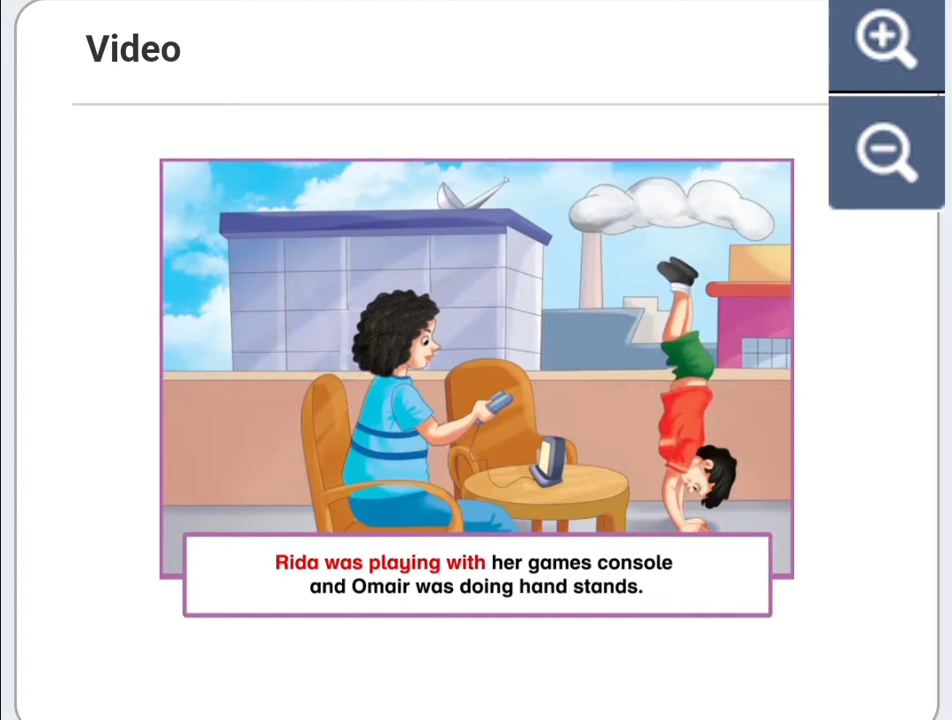 Video
Rida was playing with her games console
and Omair was doing hand stands.